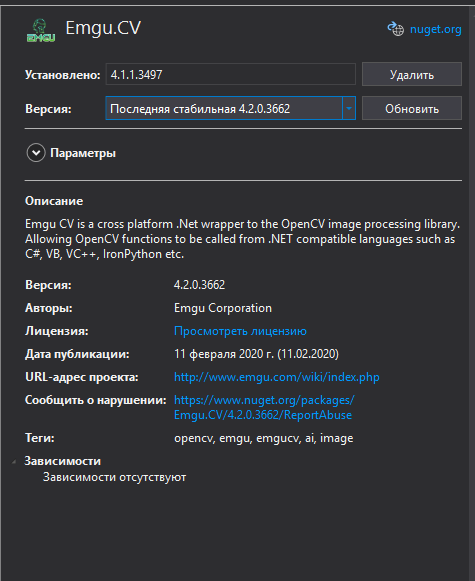 EMGU
Emgu.CV
nuget.org
Установлено: 4.1.1.3497 Удалить
Версия: Последняя стабильная 4.2.0.3662 Обновить
Параметры
Описание
Emgu CV is a cross platform .Net wrapper to the OpenCV image processing library.
Allowing OpenCV functions to be called from .NET compatible languages such as
C#, VB, VC++, IronPython etc.
Версия: 4.2.0.3662
Авторы: Emgu Corporation
Лицензия: Просмотреть лицензию
Дата публикации: 11 февраля 2020 г. (11.02.2020)
URL-адрес проекта: http://www.emgu.com/wiki/index.php
Сообщить о нарушении: https://www.nuget.org/packages/
Emgu.CV/4.2.0.3662/ReportAbuse
Теги: opencv, emgu, emgucv, ai, image
Зависимости
Зависимости отсутствуют